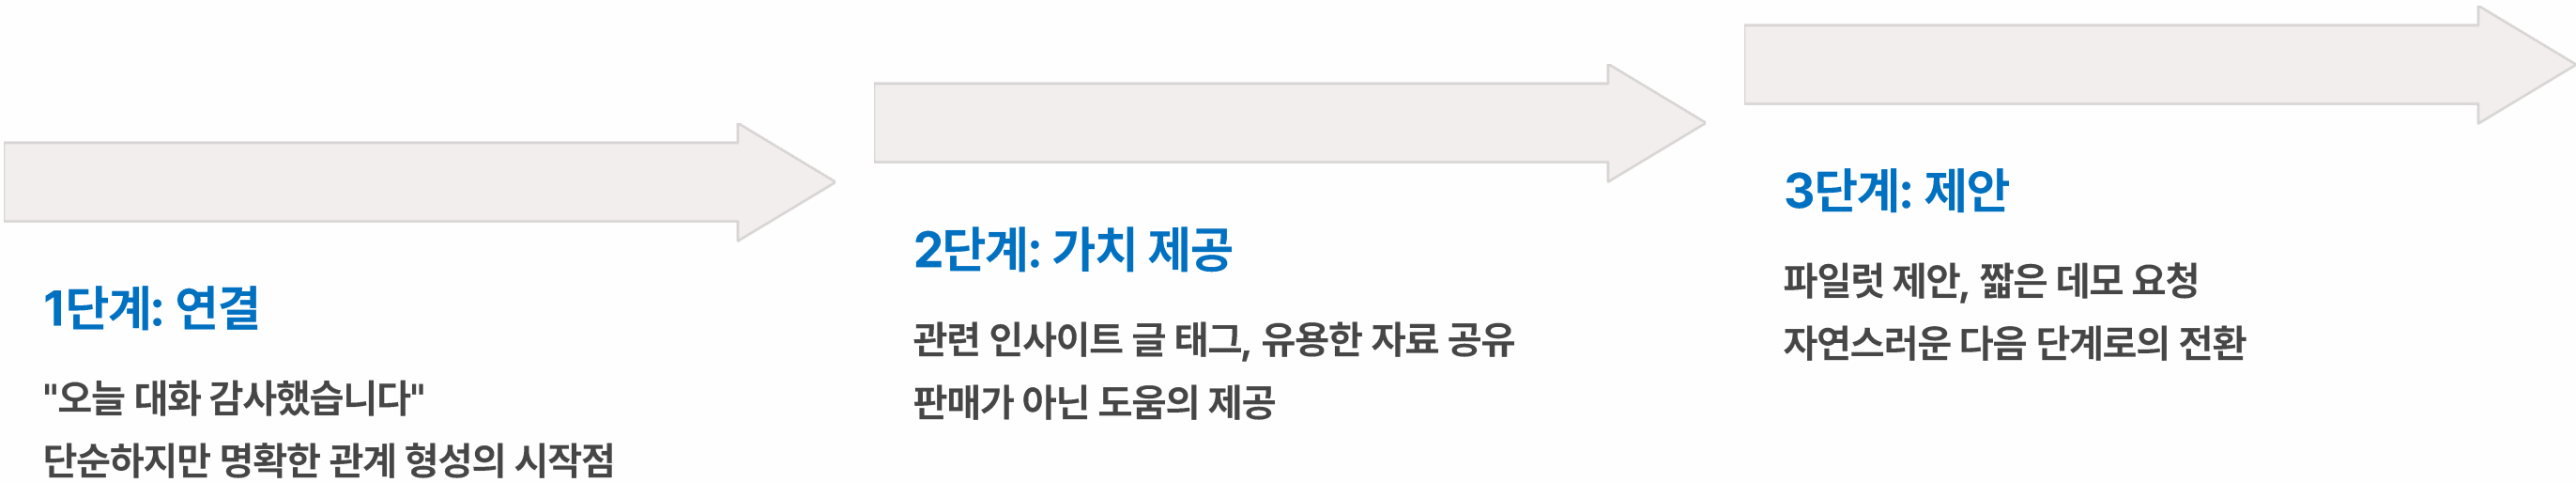 1단계: 연결
"오늘 대화 감사했습니다"
단순하지만 명확한 관계 형성의 시작점
2단계: 가치 제공
관련 인사이트 글 태그, 유용한 자료 공유
판매가 아닌 도움의 제공
3단계: 제안
파일럿 제안, 짧은 데모 요청
자연스러운 다음 단계로의 전환